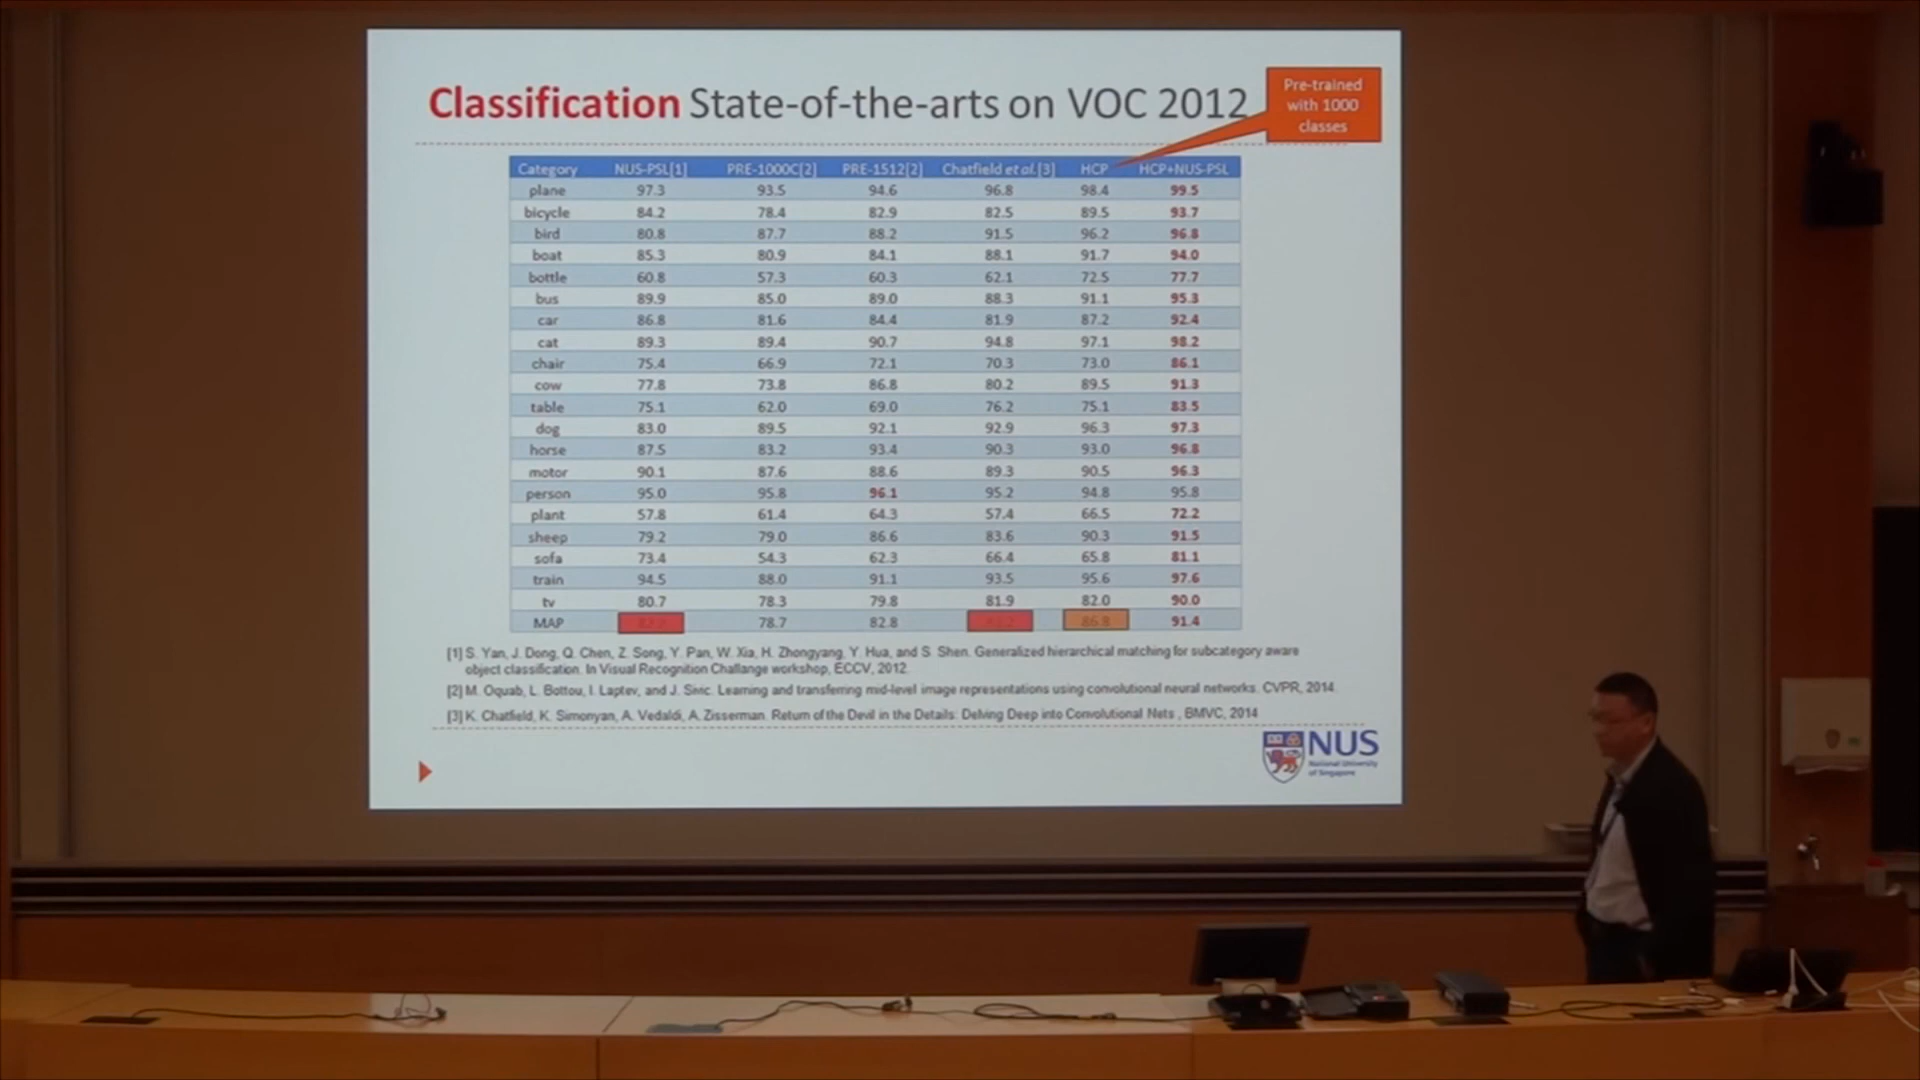 Classification State-of-the-arts on VOC 2012
Pre-trained
with 1000
classes
Category NUS-PSL[1] PRE-1000C[2] PRE-1512[2] Chatfield et al.[3] HCP HCP+NUS-PSL
plane 97.3 93.5 94.6 96.8 98.4 99.5
bicycle 84.2 78.4 82.9 82.5 89.5 93.7
bird 80.8 87.7 88.2 91.5 96.2 96.8
boat 85.3 80.9 84.1 88.1 91.7 94.0
bottle 60.8 57.3 60.3 62.1 72.5 77.7
bus 89.9 85.0 89.0 88.3 91.1 95.3
car 86.8 81.6 84.4 81.9 87.2 92.4
cat 89.3 89.4 90.7 94.8 97.1 98.2
chair 75.4 66.9 72.1 70.3 73.0 86.1
cow 77.8 73.8 86.8 80.2 89.5 91.3
table 75.1 62.0 69.0 76.2 75.1 83.5
dog 83.0 89.5 92.1 92.9 96.3 97.3
horse 87.5 83.2 93.4 90.3 93.0 96.8
motor 90.1 87.6 88.6 89.3 90.5 96.3
person 95.0 95.8 96.1 95.2 94.8 95.8
plant 57.8 61.4 64.3 57.4 66.5 72.2
sheep 79.2 79.0 86.6 83.6 90.3 91.5
sofa 73.4 54.3 62.3 66.4 65.8 81.1
train 94.5 88.0 91.1 93.5 95.6 97.6
tv 80.7 78.3 79.8 81.9 82.0 90.0
MAP 78.7 82.8 86.8 91.4
[1] S. Yan, J. Dong, Q. Chen, Z. Song, Y. Pan, W. Xia, H. Zhongyang, Y. Hua, and S. Shen. Generalized hierarchical matching for subcategory aware
object classification. In Visual Recognition Challange workshop, ECCV, 2012.
[2] M. Oquab, L. Bottou, I. Laptev, and J. Sivic. Learning and transferring mid-level image representations using convolutional neural networks. CVPR, 2014.
[3] K. Chatfield, K. Simonyan, A. Vedaldi, A. Zisserman. Return of the Devil in the Details: Delving Deep into Convolutional Nets , BMVC, 2014
NUS
National University
of Singapore